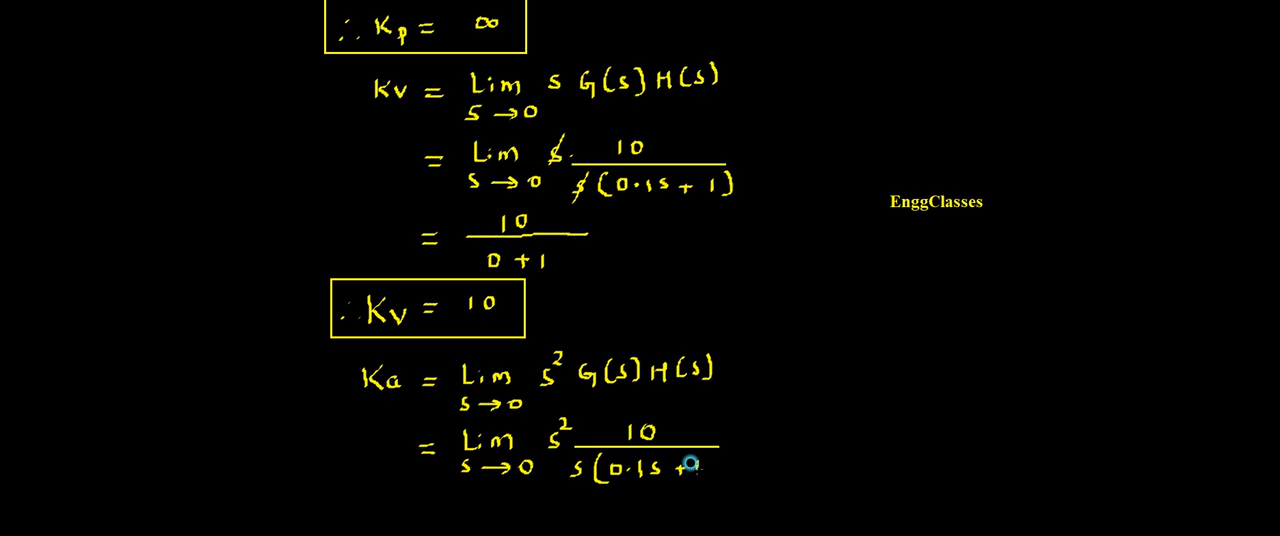 ∴ Kp = ∞
Kv = Lim s G(s) H(s)
s → 0
= Lim s · 10
s → 0 s (0.1s + 1)
EnggClasses
= 10
0 + 1
∴ Kv = 10
Ka = Lim s² G(s) H(s)
s → 0
= Lim s² 10
s → 0 s (0.1s +